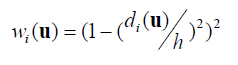 w_i(𝐮) = (1 − (d_i(𝐮)/h)²)²